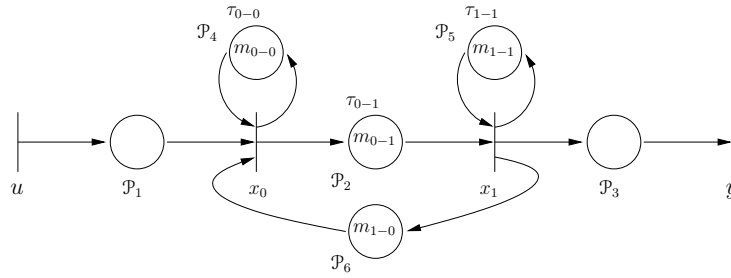 τ₀₋₀ τ₁₋₁
𝒫₄ m₀₋₀ 𝒫₅ m₁₋₁
τ₀₋₁
m₀₋₁
u 𝒫₁ x₀ 𝒫₂ x₁ 𝒫₃ y
m₁₋₀
𝒫₆